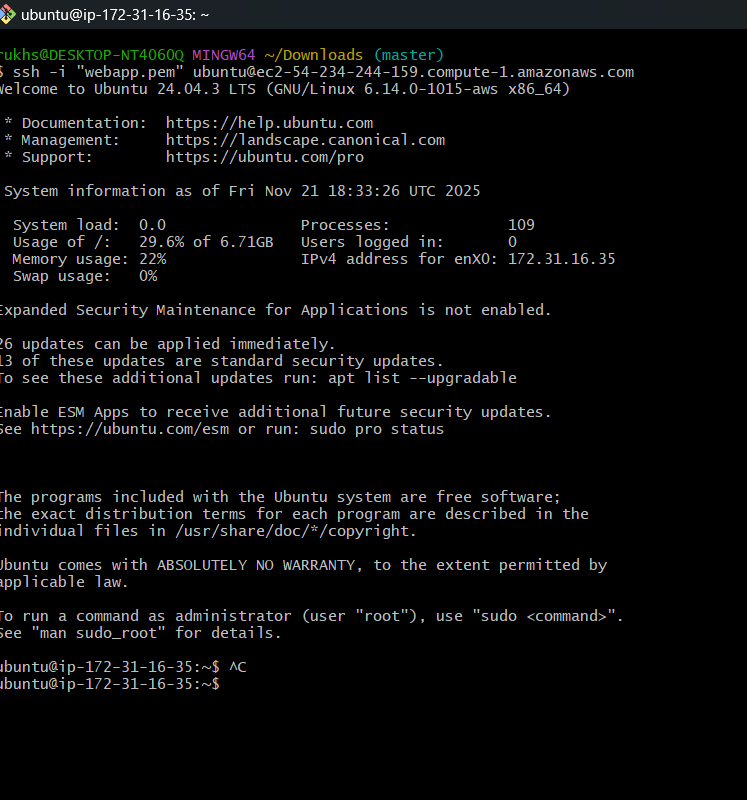 ubuntu@ip-172-31-16-35: ~
rukhs@DESKTOP-NT4060Q MINGW64 ~/Downloads (master)
$ ssh -i "webapp.pem" ubuntu@ec2-54-234-244-159.compute-1.amazonaws.com
Welcome to Ubuntu 24.04.3 LTS (GNU/Linux 6.14.0-1015-aws x86_64)
* Documentation: https://help.ubuntu.com
* Management: https://landscape.canonical.com
* Support: https://ubuntu.com/pro
System information as of Fri Nov 21 18:33:26 UTC 2025
System load: 0.0 Processes: 109
Usage of /: 29.6% of 6.71GB Users logged in: 0
Memory usage: 22% IPv4 address for enX0: 172.31.16.35
Swap usage: 0%
Expanded Security Maintenance for Applications is not enabled.
26 updates can be applied immediately.
13 of these updates are standard security updates.
To see these additional updates run: apt list --upgradable
Enable ESM Apps to receive additional future security updates.
See https://ubuntu.com/esm or run: sudo pro status
The programs included with the Ubuntu system are free software;
the exact distribution terms for each program are described in the
individual files in /usr/share/doc/*/copyright.
Ubuntu comes with ABSOLUTELY NO WARRANTY, to the extent permitted by
applicable law.
To run a command as administrator (user "root"), use "sudo <command>".
See "man sudo_root" for details.
ubuntu@ip-172-31-16-35:~$ ^C
ubuntu@ip-172-31-16-35:~$